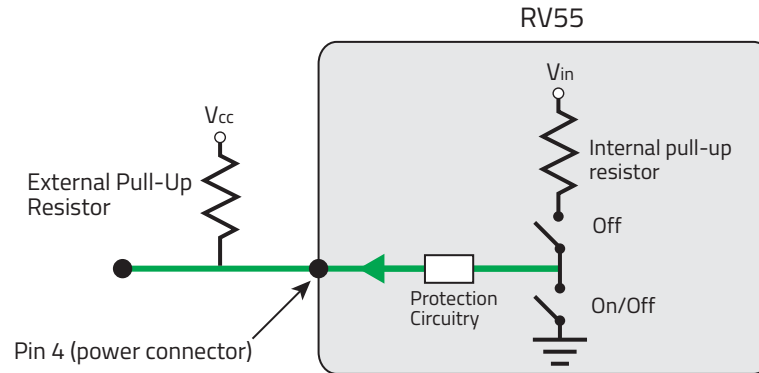 RV55
Vin
Vcc
Internal pull-up
resistor
External Pull-Up
Resistor
Off
Protection
Circuitry
On/Off
Pin 4 (power connector)